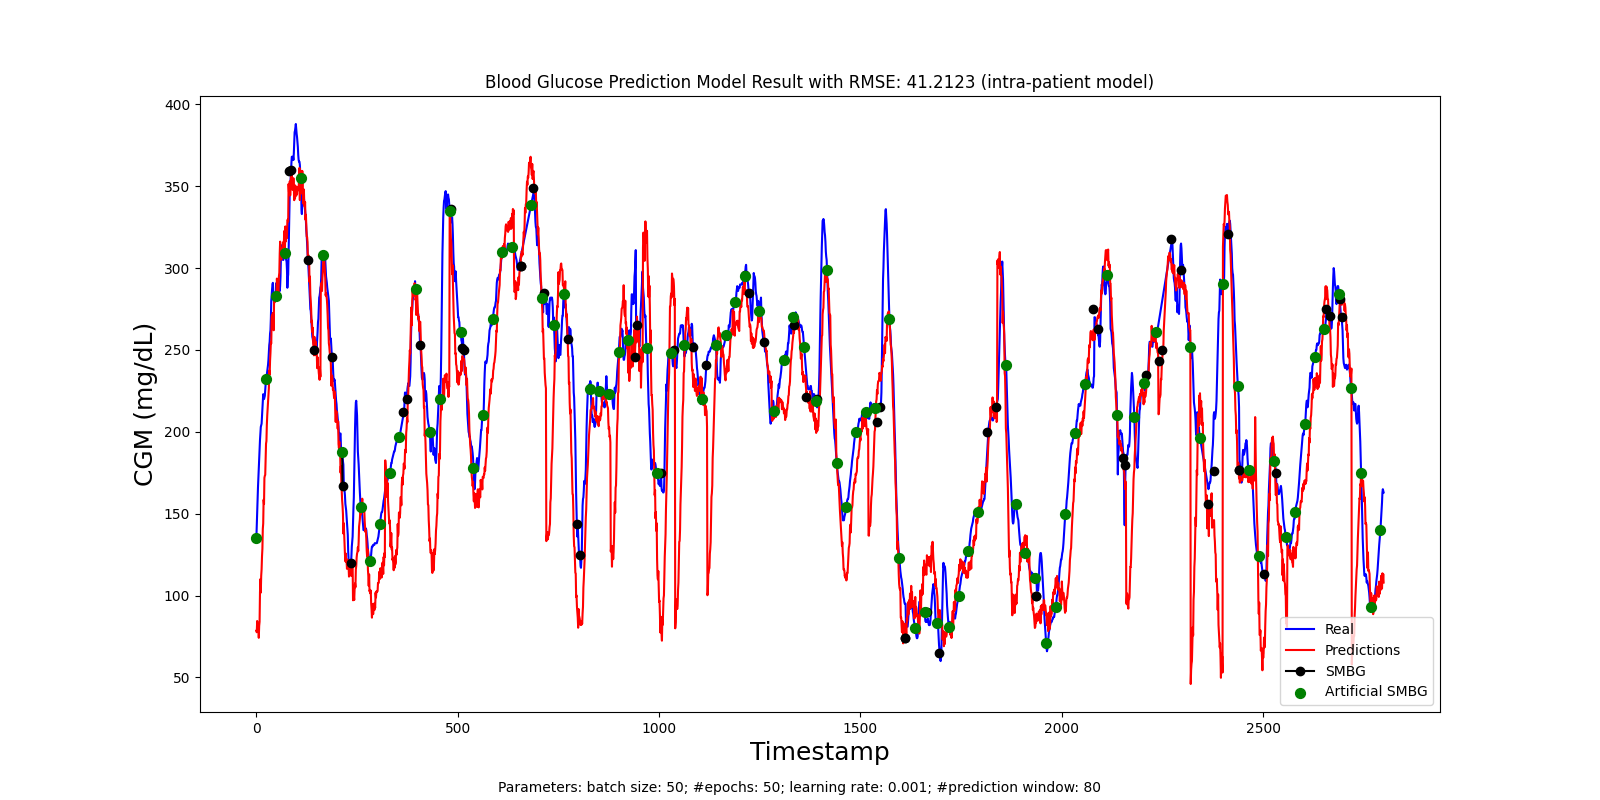 Blood Glucose Prediction Model Result with RMSE: 41.2123 (intra-patient model)
400
350
300
250
200
150
100
50
CGM (mg/dL)
0
500
1000
1500
2000
2500
Timestamp
Real
Predictions
SMBG
Artificial SMBG
Parameters: batch size: 50; #epochs: 50; learning rate: 0.001; #prediction window: 80